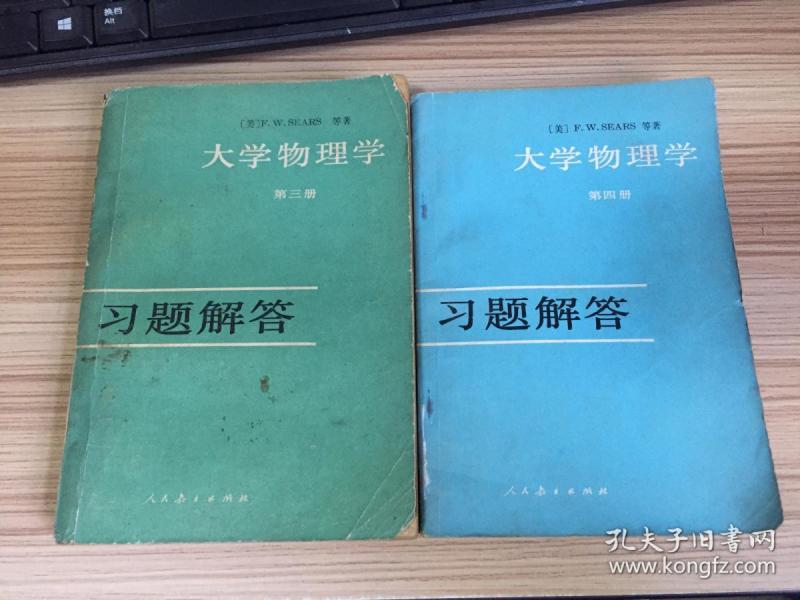 换档
Alt
[美]F.W.SEARS 等著
大学物理学
第三册
习题解答
人民教育出版社
[美] F.W.SEARS 等著
大学物理学
第四册
习题解答
人民教育出版社
孔夫子旧书网
www.kongfz.com